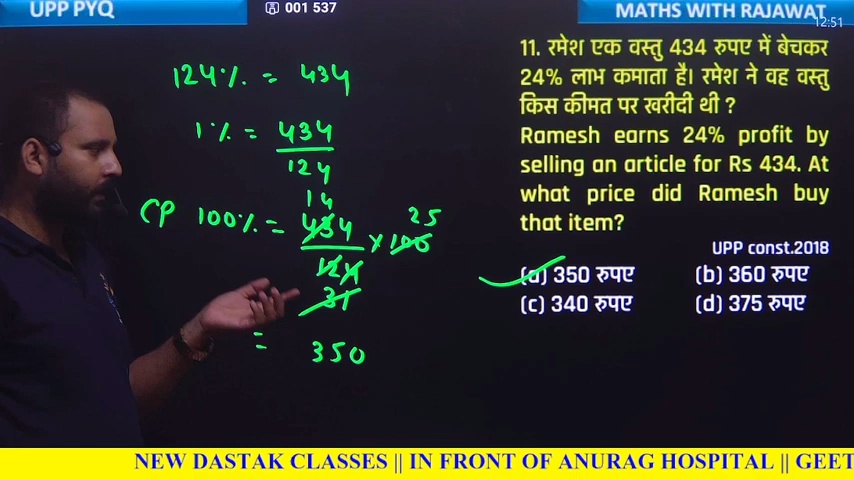 UPP PYQ
001 537
MATHS WITH RAJAWAT
12:51
124% = 434
1% = 434
124
14
25
CP 100% = 434 × 100
124
31
= 350
11. रमेश एक वस्तु 434 रुपए में बेचकर
24% लाभ कमाता है। रमेश ने वह वस्तु
किस कीमत पर खरीदी थी ?
Ramesh earns 24% profit by
selling an article for Rs 434. At
what price did Ramesh buy
that item?
UPP const.2018
(a) 350 रुपए (b) 360 रुपए
(c) 340 रुपए (d) 375 रुपए
NEW DASTAK CLASSES || IN FRONT OF ANURAG HOSPITAL || GEET